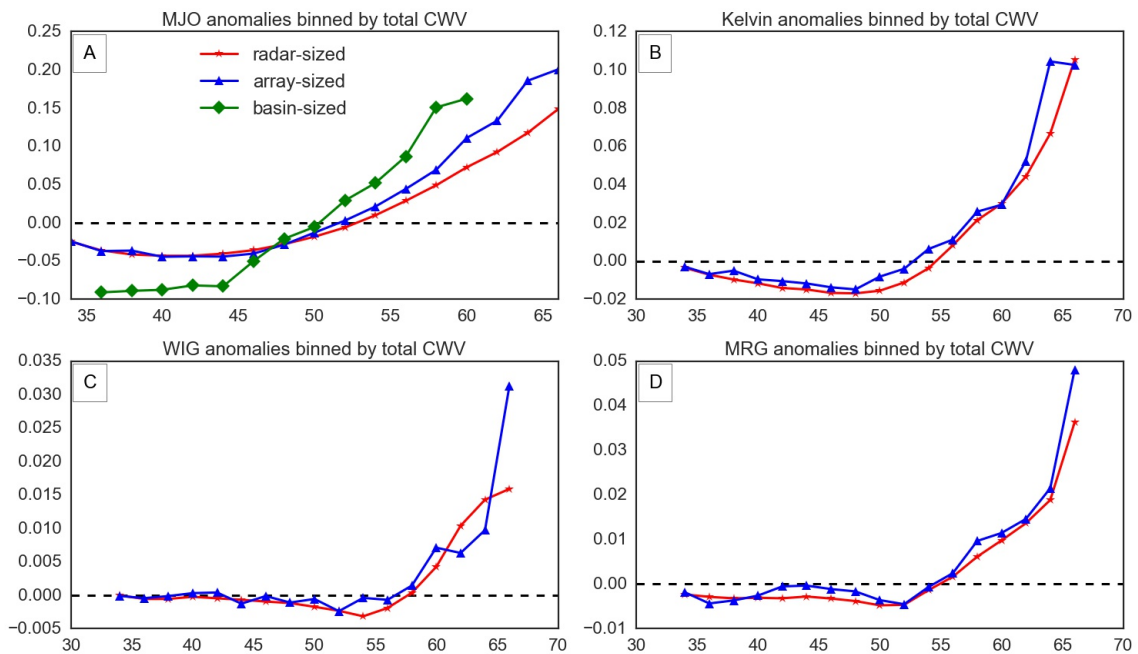 MJO anomalies binned by total CWV
A
radar-sized
array-sized
basin-sized
0.25
0.20
0.15
0.10
0.05
0.00
−0.05
−0.10
35 40 45 50 55 60 65
Kelvin anomalies binned by total CWV
B
0.12
0.10
0.08
0.06
0.04
0.02
0.00
−0.02
30 35 40 45 50 55 60 65 70
WIG anomalies binned by total CWV
C
0.035
0.030
0.025
0.020
0.015
0.010
0.005
0.000
−0.005
30 35 40 45 50 55 60 65 70
MRG anomalies binned by total CWV
D
0.05
0.04
0.03
0.02
0.01
0.00
−0.01
30 35 40 45 50 55 60 65 70